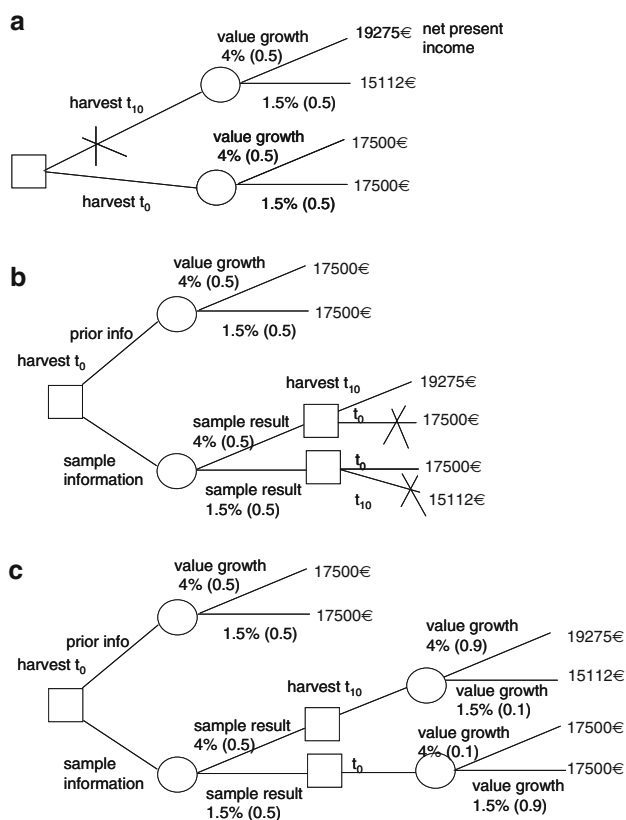 a
value growth
4% (0.5)
19275€ net present
income
15112€
1.5% (0.5)
harvest t10
value growth
4% (0.5)
17500€
17500€
harvest t0
1.5% (0.5)
b
value growth
4% (0.5)
17500€
17500€
1.5% (0.5)
prior info
harvest t0
harvest t10
19275€
sample result
4% (0.5)
t0
17500€
sample
information
t0
17500€
sample result
1.5% (0.5)
t10
15112€
c
value growth
4% (0.5)
17500€
17500€
1.5% (0.5)
prior info
harvest t0
value growth
4% (0.9)
19275€
15112€
harvest t10
value growth
1.5% (0.1)
sample result
4% (0.5)
value growth
4% (0.1)
17500€
sample
information
t0
17500€
sample result
1.5% (0.5)
value growth
1.5% (0.9)